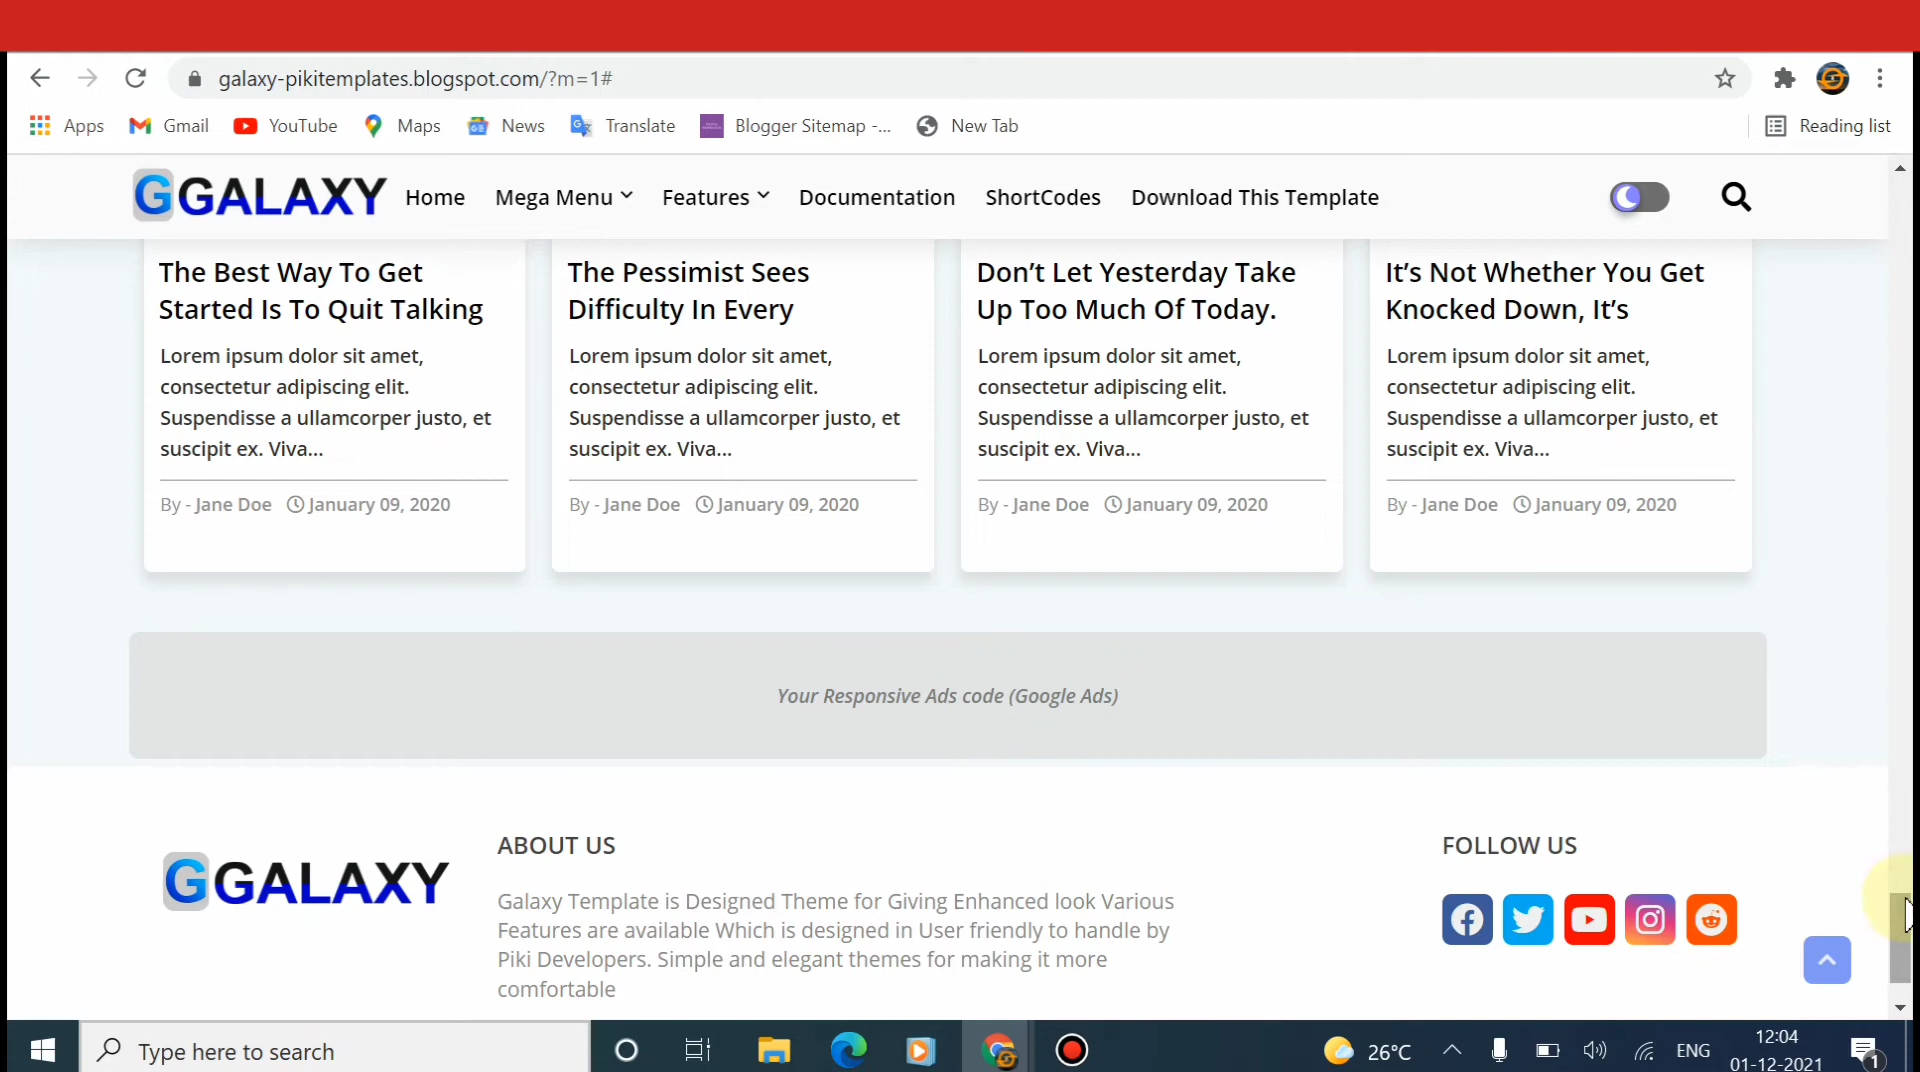 galaxy-pikitemplates.blogspot.com/?m=1#
Apps Gmail YouTube Maps News Translate Blogger Sitemap -... New Tab Reading list
GGALAXY Home Mega Menu Features Documentation ShortCodes Download This Template
The Best Way To Get
Started Is To Quit Talking
Lorem ipsum dolor sit amet,
consectetur adipiscing elit.
Suspendisse a ullamcorper justo, et
suscipit ex. Viva...
By - Jane Doe January 09, 2020
The Pessimist Sees
Difficulty In Every
Lorem ipsum dolor sit amet,
consectetur adipiscing elit.
Suspendisse a ullamcorper justo, et
suscipit ex. Viva...
By - Jane Doe January 09, 2020
Don’t Let Yesterday Take
Up Too Much Of Today.
Lorem ipsum dolor sit amet,
consectetur adipiscing elit.
Suspendisse a ullamcorper justo, et
suscipit ex. Viva...
By - Jane Doe January 09, 2020
It’s Not Whether You Get
Knocked Down, It’s
Lorem ipsum dolor sit amet,
consectetur adipiscing elit.
Suspendisse a ullamcorper justo, et
suscipit ex. Viva...
By - Jane Doe January 09, 2020
Your Responsive Ads code (Google Ads)
GGALAXY
ABOUT US
Galaxy Template is Designed Theme for Giving Enhanced look Various
Features are available Which is designed in User friendly to handle by
Piki Developers. Simple and elegant themes for making it more
comfortable
FOLLOW US
Type here to search
26°C
ENG
12:04
01-12-2021
1